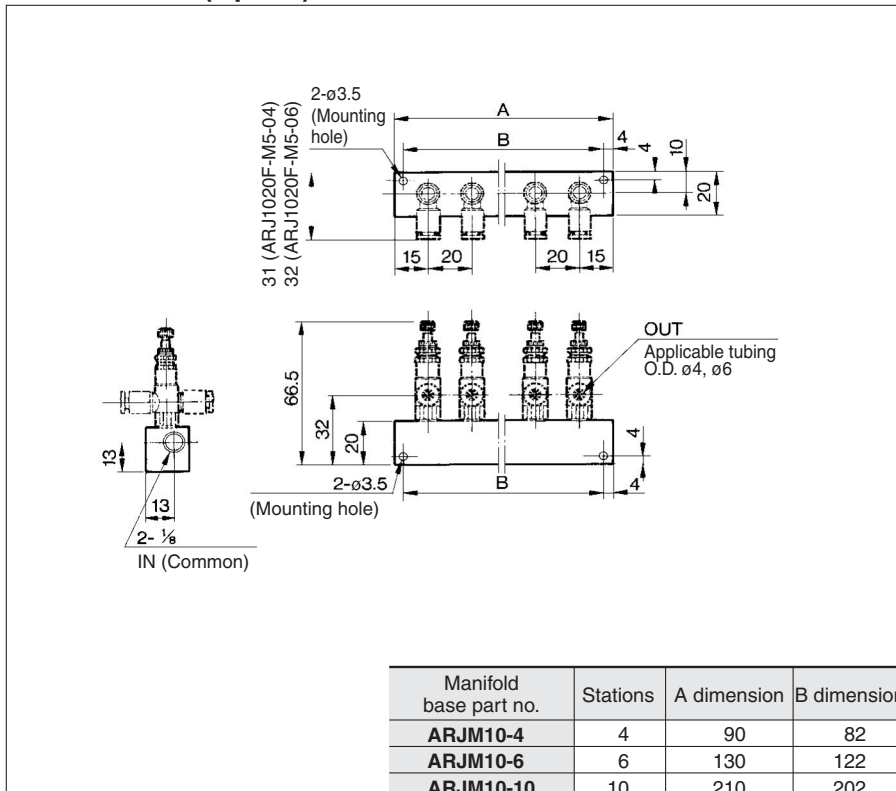 2-ø3.5
(Mounting
hole)
31 (ARJ1020F-M5-04)
32 (ARJ1020F-M5-06)
A
B
4
4
10
20
15
20
20
15
66.5
32
20
OUT
Applicable tubing
O.D. ø4, ø6
4
2-ø3.5
B
4
(Mounting hole)
13
13
2- ⅛
IN (Common)
Manifold
base part no.
Stations
A dimension
B dimension
ARJM10-4 4 90 82
ARJM10-6 6 130 122
ARJM10-10 10 210 202